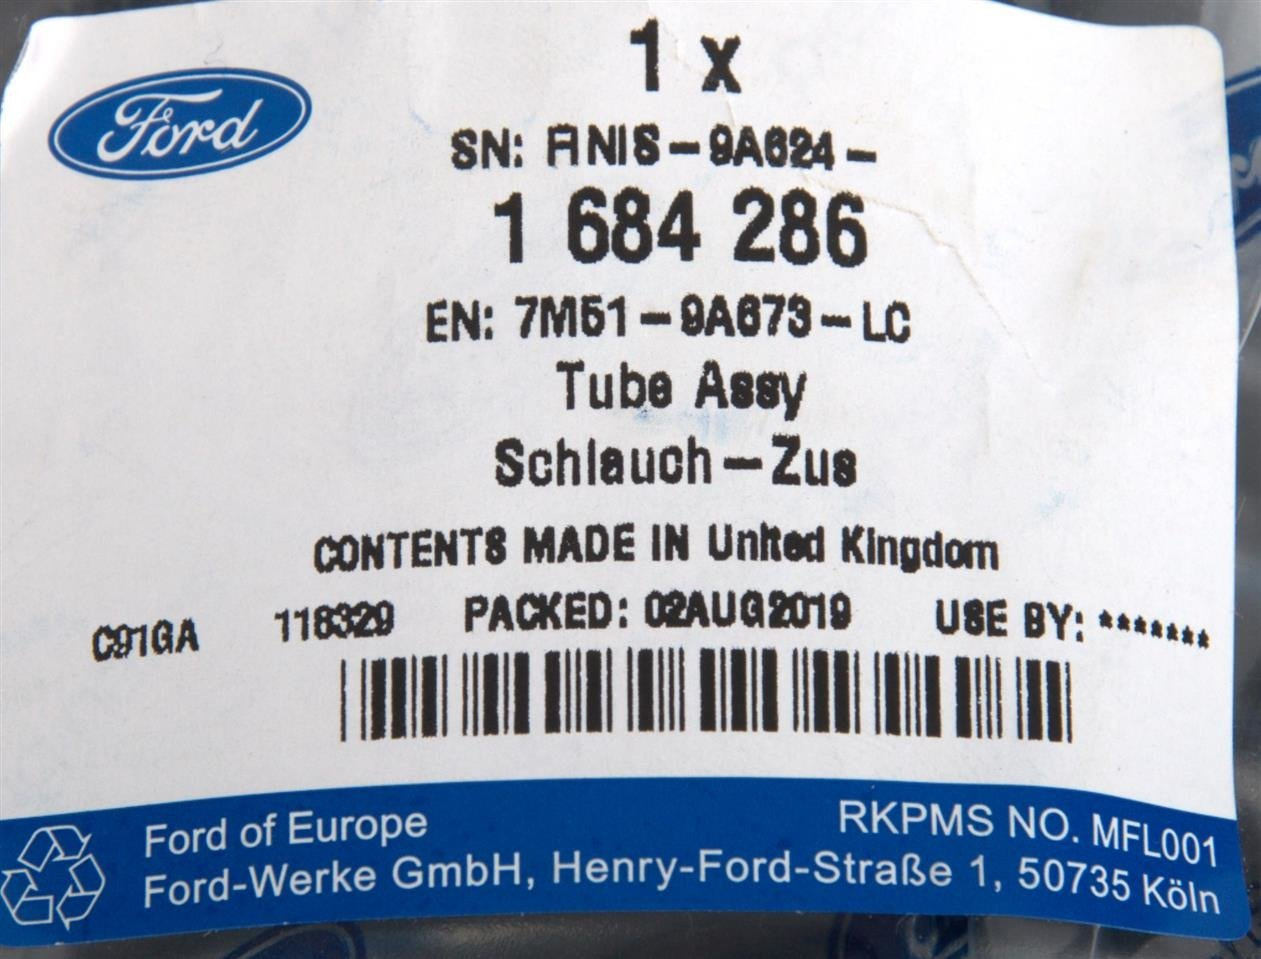 Ford
1 x
SN: FINIS-9A624-
1 684 286
EN: 7M51-9A673-LC
Tube Assy
Schlauch-Zus
CONTENTS MADE IN United Kingdom
C91GA 118329 PACKED: 02AUG2019 USE BY: *******
Ford of Europe RKPMS NO. MFL001
Ford-Werke GmbH, Henry-Ford-Straße 1, 50735 Köln